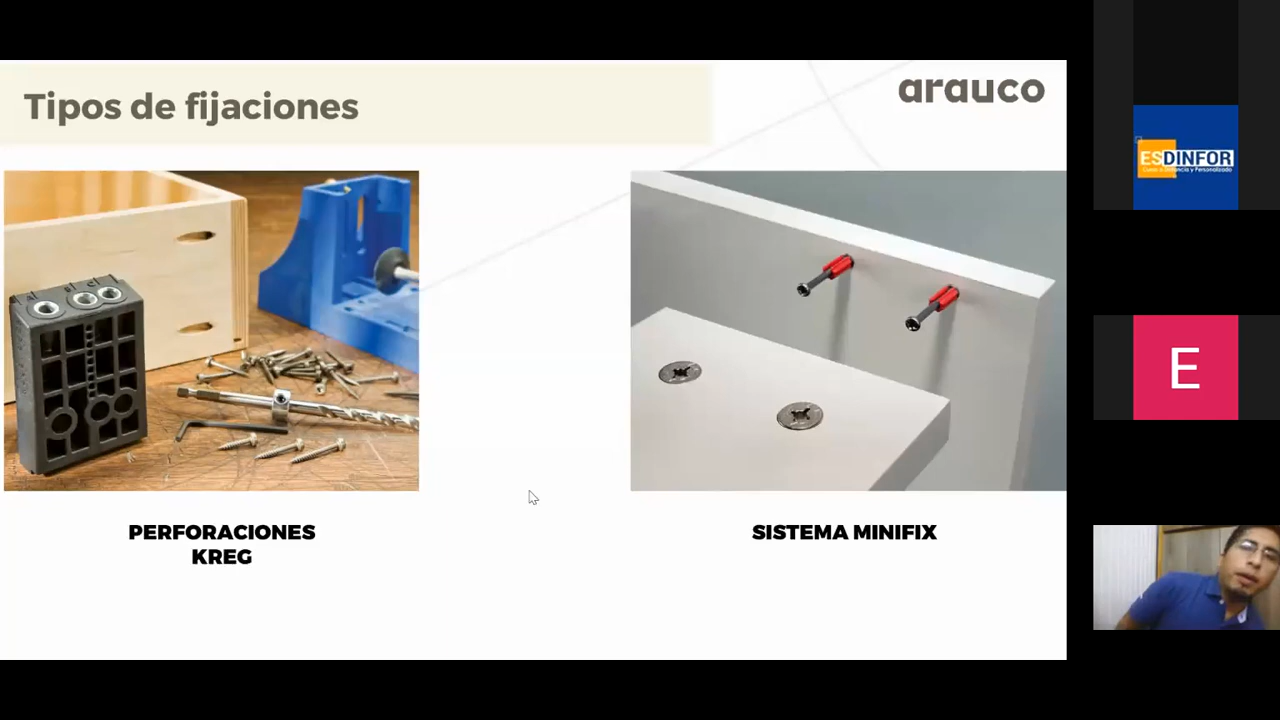 Tipos de fijaciones
arauco
PERFORACIONES
KREG
SISTEMA MINIFIX
ESDINFOR
E